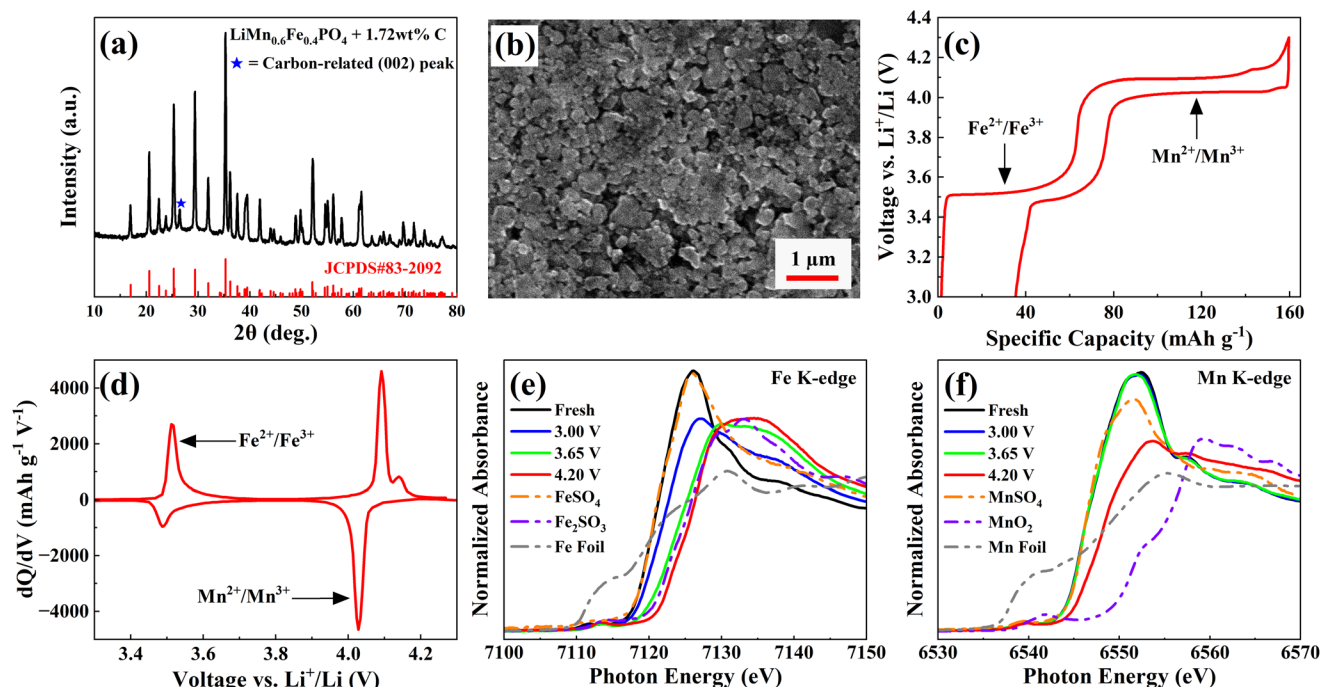 (a)
LiMn0.6Fe0.4PO4 + 1.72wt% C
★ = Carbon-related (002) peak
★
JCPDS#83-2092
Intensity (a.u.)
10 20 30 40 50 60 70 80
2θ (deg.)
(b)
1 μm
(c)
4.4
4.2
4.0
3.8
3.6
3.4
3.2
3.0
Voltage vs. Li+/Li (V)
Fe2+/Fe3+
Mn2+/Mn3+
0 40 80 120 160
Specific Capacity (mAh g-1)
(d)
4000
2000
0
−2000
−4000
dQ/dV (mAh g-1 V-1)
Fe2+/Fe3+
Mn2+/Mn3+
3.4 3.6 3.8 4.0 4.2
Voltage vs. Li+/Li (V)
(e)
Fe K-edge
Normalized Absorbance
Fresh
3.00 V
3.65 V
4.20 V
FeSO4
Fe2SO3
Fe Foil
7100 7110 7120 7130 7140 7150
Photon Energy (eV)
(f)
Mn K-edge
Normalized Absorbance
Fresh
3.00 V
3.65 V
4.20 V
MnSO4
MnO2
Mn Foil
6530 6540 6550 6560 6570
Photon Energy (eV)